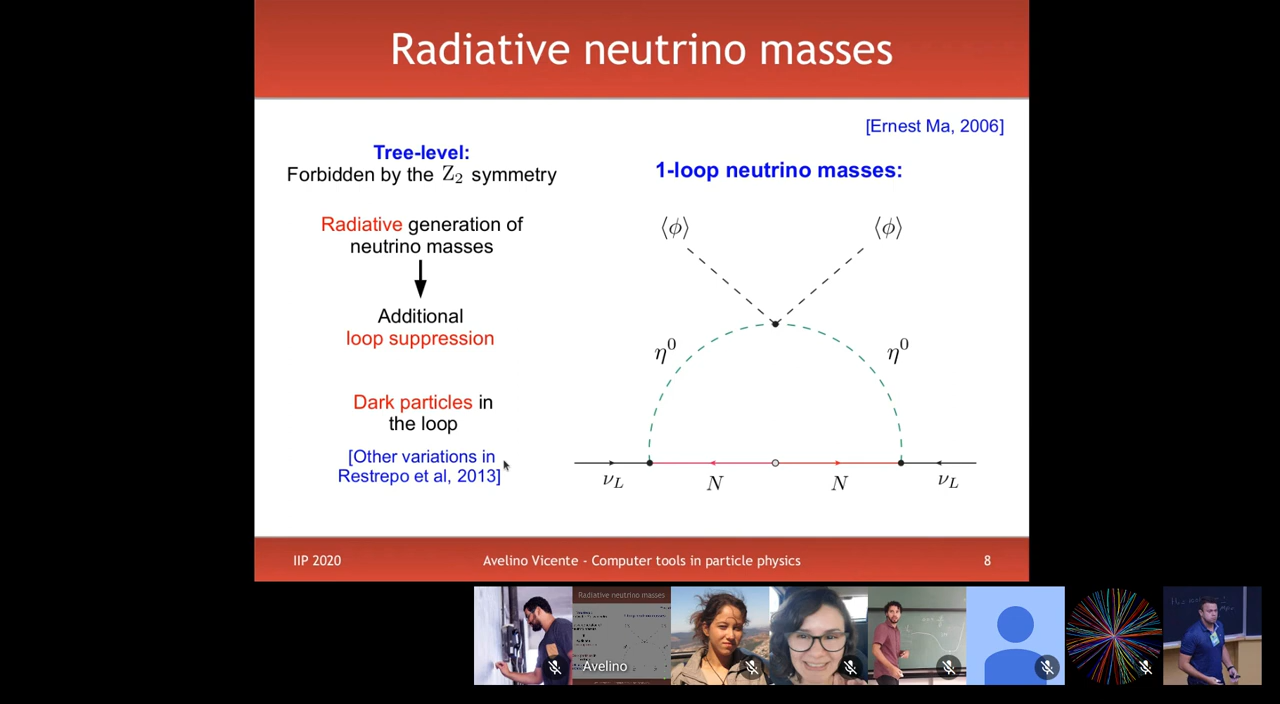 Radiative neutrino masses
[Ernest Ma, 2006]
Tree-level:
Forbidden by the Z₂ symmetry
Radiative generation of
neutrino masses
Additional
loop suppression
Dark particles in
the loop
[Other variations in
Restrepo et al, 2013]
1-loop neutrino masses:
⟨ϕ⟩ ⟨ϕ⟩
η⁰ η⁰
ν_L N N ν_L
IIP 2020 Avelino Vicente - Computer tools in particle physics 8
Radiative neutrino masses
Avelino